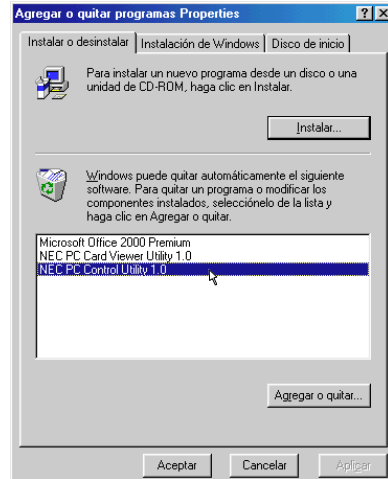 Agregar o quitar programas Properties
Instalar o desinstalar Instalación de Windows Disco de inicio
Para instalar un nuevo programa desde un disco o una
unidad de CD-ROM, haga clic en Instalar.
Instalar...
Windows puede quitar automáticamente el siguiente
software. Para quitar un programa o modificar los
componentes instalados, selecciónelo de la lista y
haga clic en Agregar o quitar.
Microsoft Office 2000 Premium
NEC PC Card Viewer Utility 1.0
NEC PC Control Utility 1.0
Agregar o quitar...
Aceptar Cancelar Aplicar